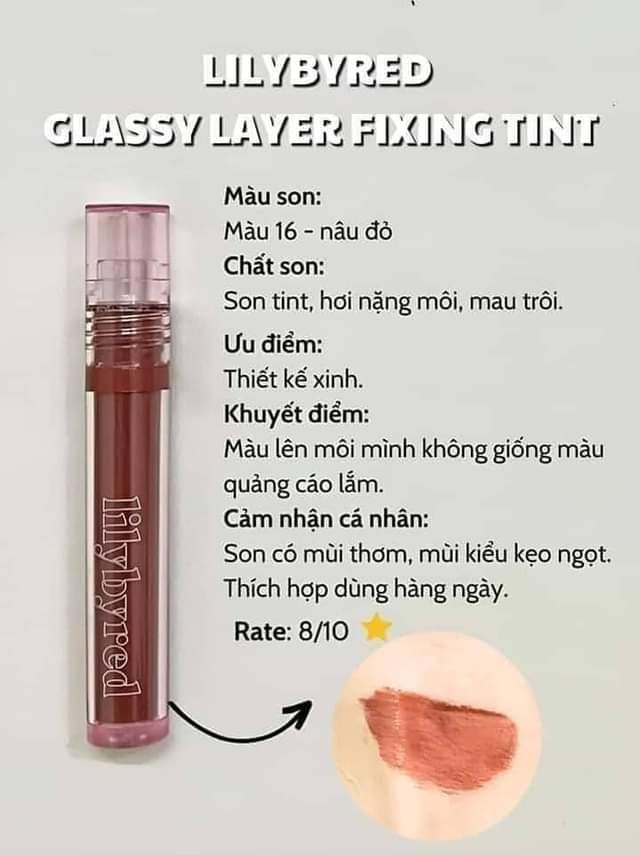 LILYBYRED
GLASSY LAYER FIXING TINT
Màu son:
Màu 16 - nâu đỏ
Chất son:
Son tint, hơi nặng môi, mau trôi.
Ưu điểm:
Thiết kế xinh.
Khuyết điểm:
Màu lên môi mình không giống màu
quảng cáo lắm.
Cảm nhận cá nhân:
Son có mùi thơm, mùi kiểu kẹo ngọt.
Thích hợp dùng hàng ngày.
Rate: 8/10
lilybyred